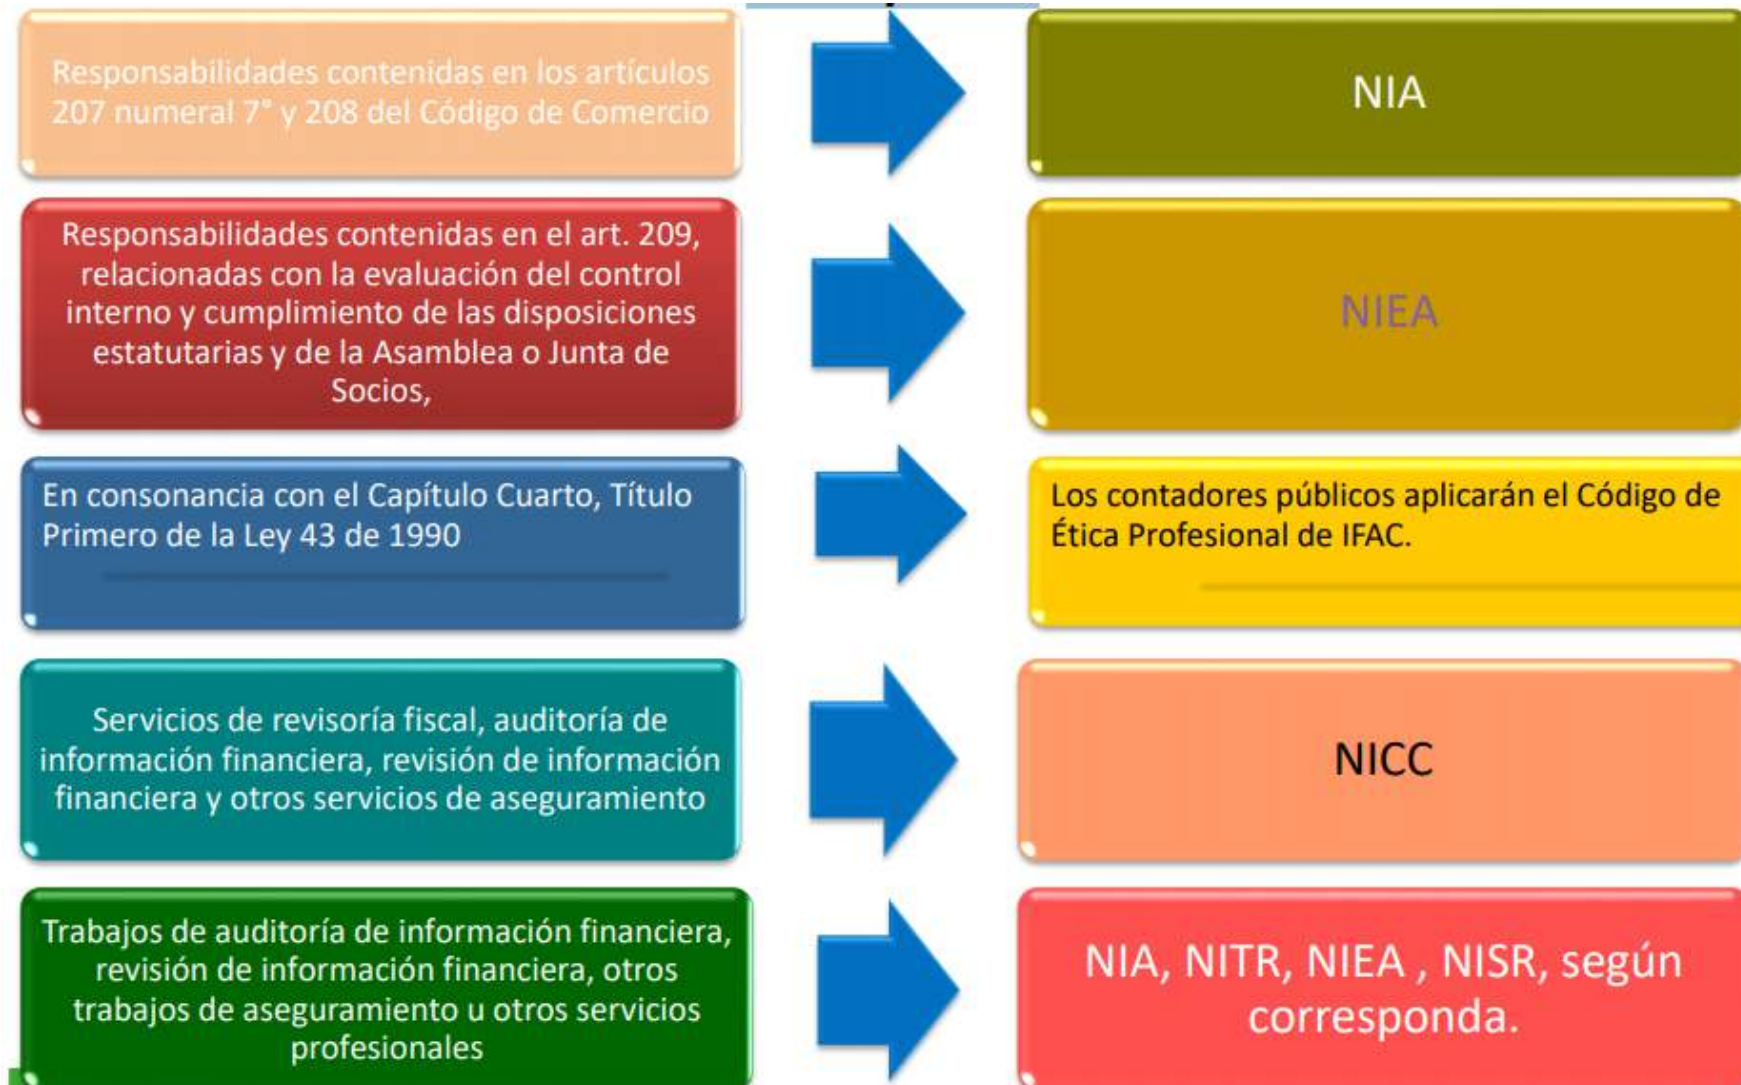 Responsabilidades contenidas en los artículos
207 numeral 7° y 208 del Código de Comercio
NIA
Responsabilidades contenidas en el art. 209,
relacionadas con la evaluación del control
interno y cumplimiento de las disposiciones
estatutarias y de la Asamblea o Junta de
Socios,
NIEA
En consonancia con el Capítulo Cuarto, Título
Primero de la Ley 43 de 1990
Los contadores públicos aplicarán el Código de
Ética Profesional de IFAC.
Servicios de revisoría fiscal, auditoría de
información financiera, revisión de información
financiera y otros servicios de aseguramiento
NICC
Trabajos de auditoría de información financiera,
revisión de información financiera, otros
trabajos de aseguramiento u otros servicios
profesionales
NIA, NITR, NIEA , NISR, según
corresponda.